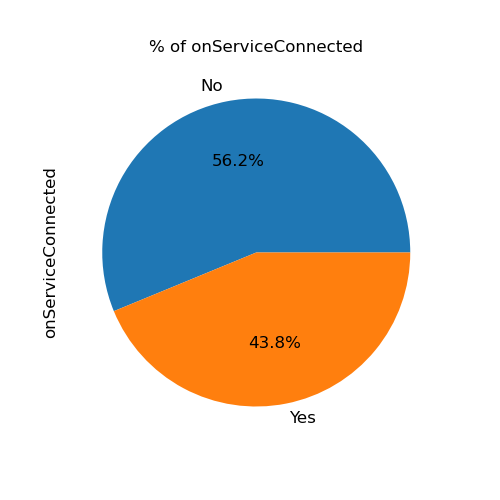 % of onServiceConnected
No
56.2%
onServiceConnected
43.8%
Yes